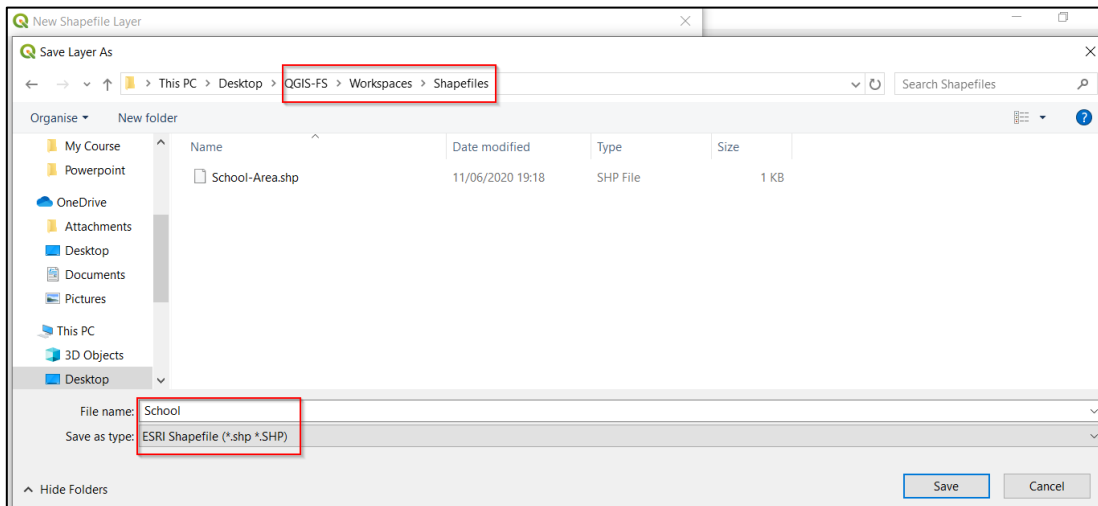 New Shapefile Layer
Save Layer As
This PC > Desktop > QGIS-FS > Workspaces > Shapefiles
Search Shapefiles
Organise
New folder
Name Date modified Type Size
School-Area.shp 11/06/2020 19:18 SHP File 1 KB
My Course
Powerpoint
OneDrive
Attachments
Desktop
Documents
Pictures
This PC
3D Objects
Desktop
File name: School
Save as type: ESRI Shapefile (*.shp *.SHP)
Hide Folders
Save
Cancel